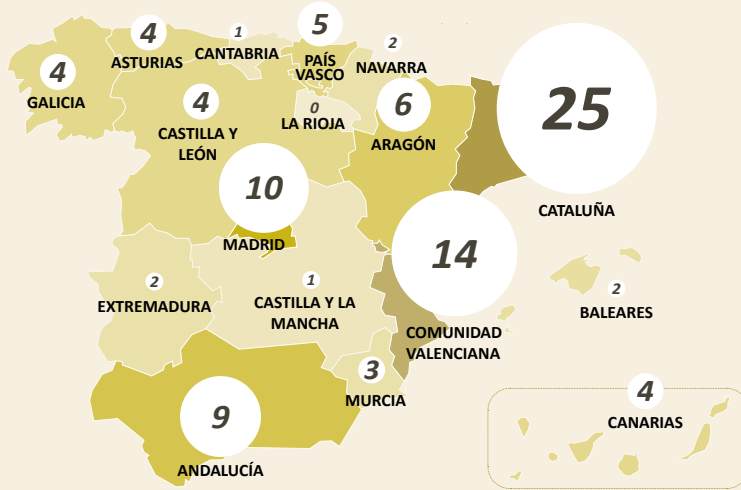 4
GALICIA
4
ASTURIAS
1
CANTABRIA
5
PAÍS
VASCO
2
NAVARRA
4
CASTILLA Y
LEÓN
0
LA RIOJA
6
ARAGÓN
25
CATALUÑA
10
MADRID
14
COMUNIDAD
VALENCIANA
2
EXTREMADURA
1
CASTILLA Y LA
MANCHA
2
BALEARES
3
MURCIA
9
ANDALUCÍA
4
CANARIAS